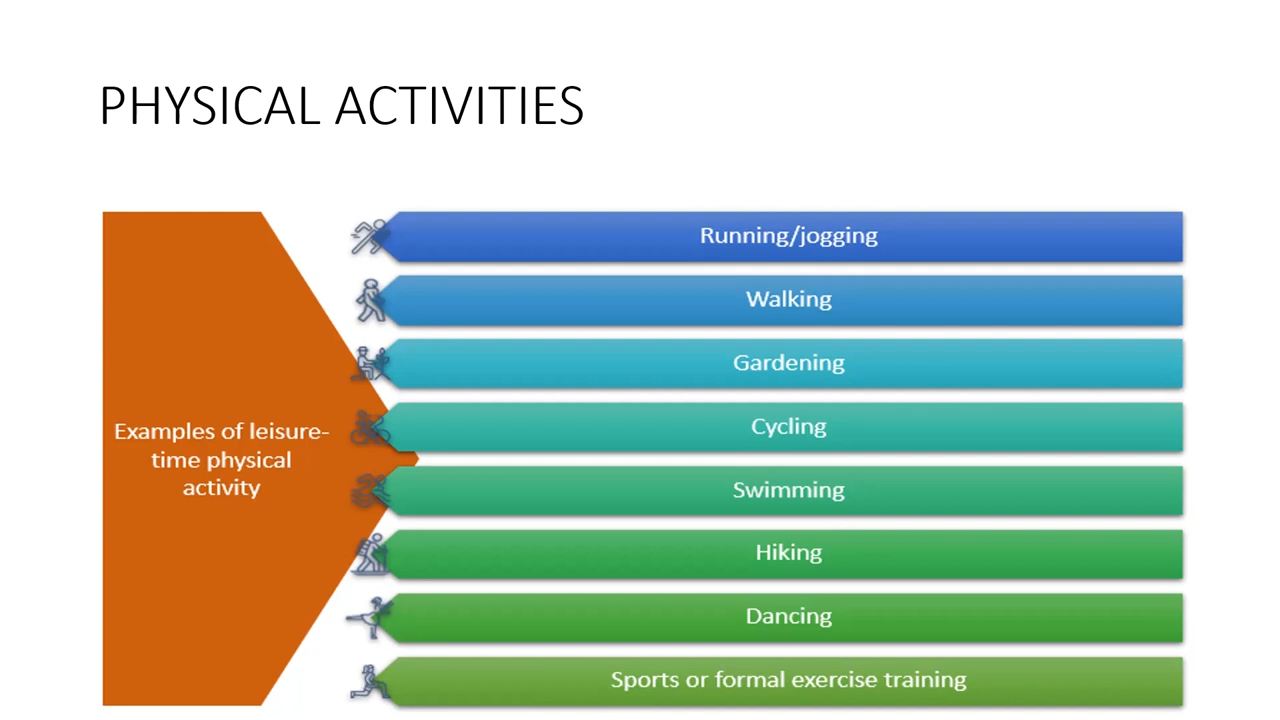 PHYSICAL ACTIVITIES
Examples of leisure-
time physical
activity
Running/jogging
Walking
Gardening
Cycling
Swimming
Hiking
Dancing
Sports or formal exercise training